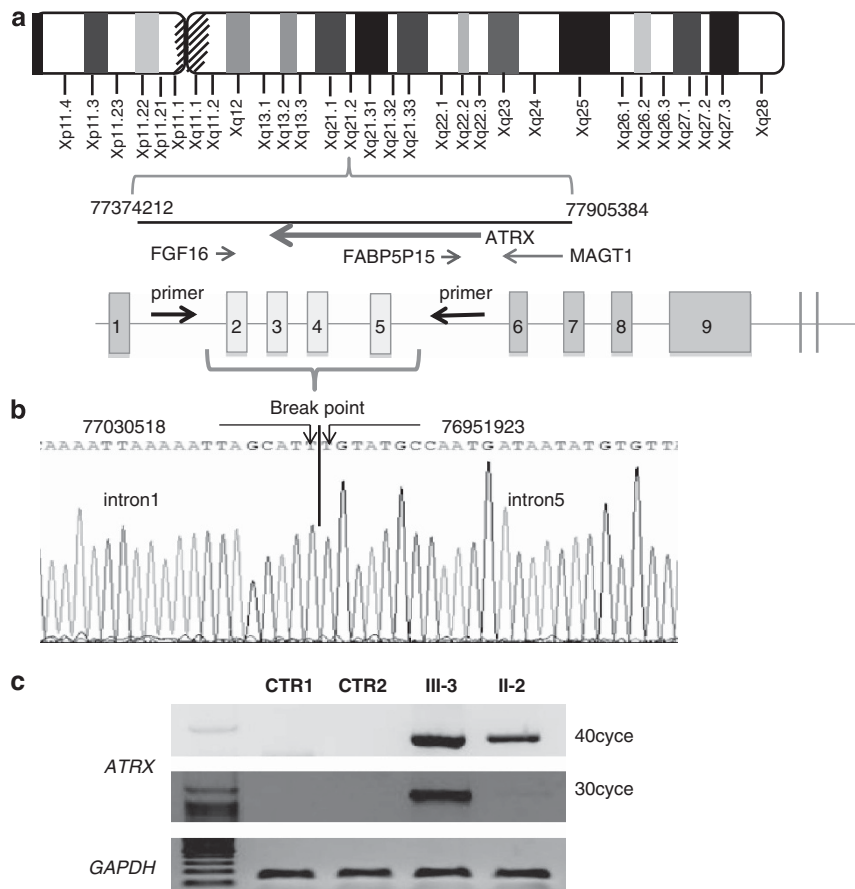 a
Xp11.4
Xp11.3
Xp11.23
Xp11.22
Xp11.21
Xp11.1
Xq11.1
Xq11.2
Xq12
Xq13.1
Xq13.2
Xq13.3
Xq21.1
Xq21.2
Xq21.31
Xq21.32
Xq21.33
Xq22.1
Xq22.2
Xq22.3
Xq23
Xq24
Xq25
Xq26.1
Xq26.2
Xq26.3
Xq27.1
Xq27.2
Xq27.3
Xq28
77374212 77905384
ATRX
FGF16 FABP5P15 MAGT1
primer primer
1 2 3 4 5 6 7 8 9
b
Break point
77030518 76951923
AAAATTAAAAATTAGCATTTGTATGCCAATGATAATATGTGTT
intron1 intron5
c
CTR1 CTR2 III-3 II-2
40cyce
ATRX
30cyce
GAPDH